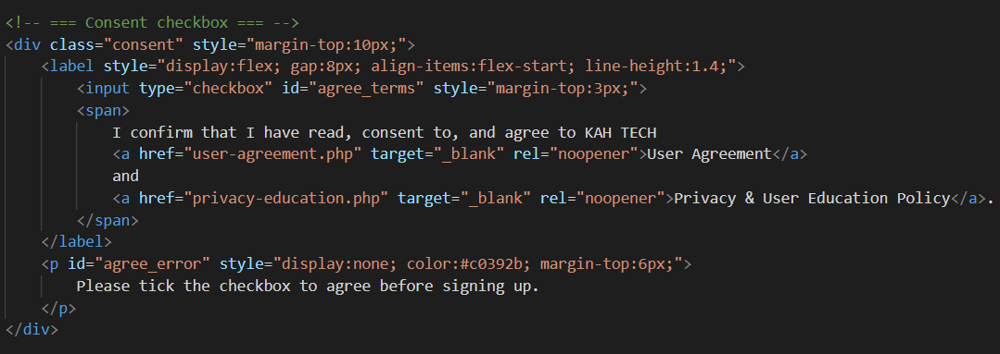 <!-- === Consent checkbox === -->
<div class="consent" style="margin-top:10px;">
<label style="display:flex; gap:8px; align-items:flex-start; line-height:1.4;">
<input type="checkbox" id="agree_terms" style="margin-top:3px;">
<span>
I confirm that I have read, consent to, and agree to KAH TECH
<a href="user-agreement.php" target="_blank" rel="noopener">User Agreement</a>
and
<a href="privacy-education.php" target="_blank" rel="noopener">Privacy & User Education Policy</a>.
</span>
</label>
<p id="agree_error" style="display:none; color:#c0392b; margin-top:6px;">
Please tick the checkbox to agree before signing up.
</p>
</div>